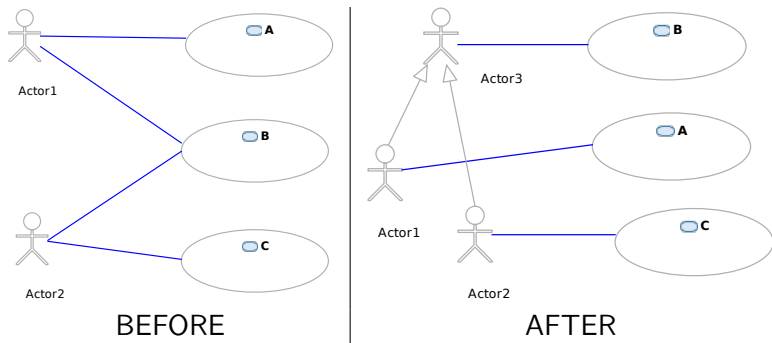 A
Actor1
B
Actor2
C
BEFORE
B
Actor3
A
Actor1
C
Actor2
AFTER